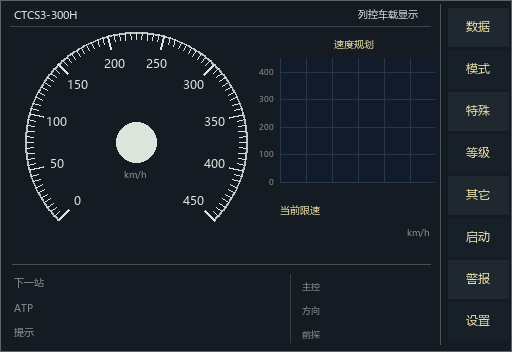 CTCS3-300H
列控车载显示
0
50
100
150
200
250
300
350
400
450
km/h
速度规划
400
300
200
100
0
当前限速
km/h
下一站
ATP
提示
主控
方向
前探
数据
模式
特殊
等级
其它
启动
警报
设置